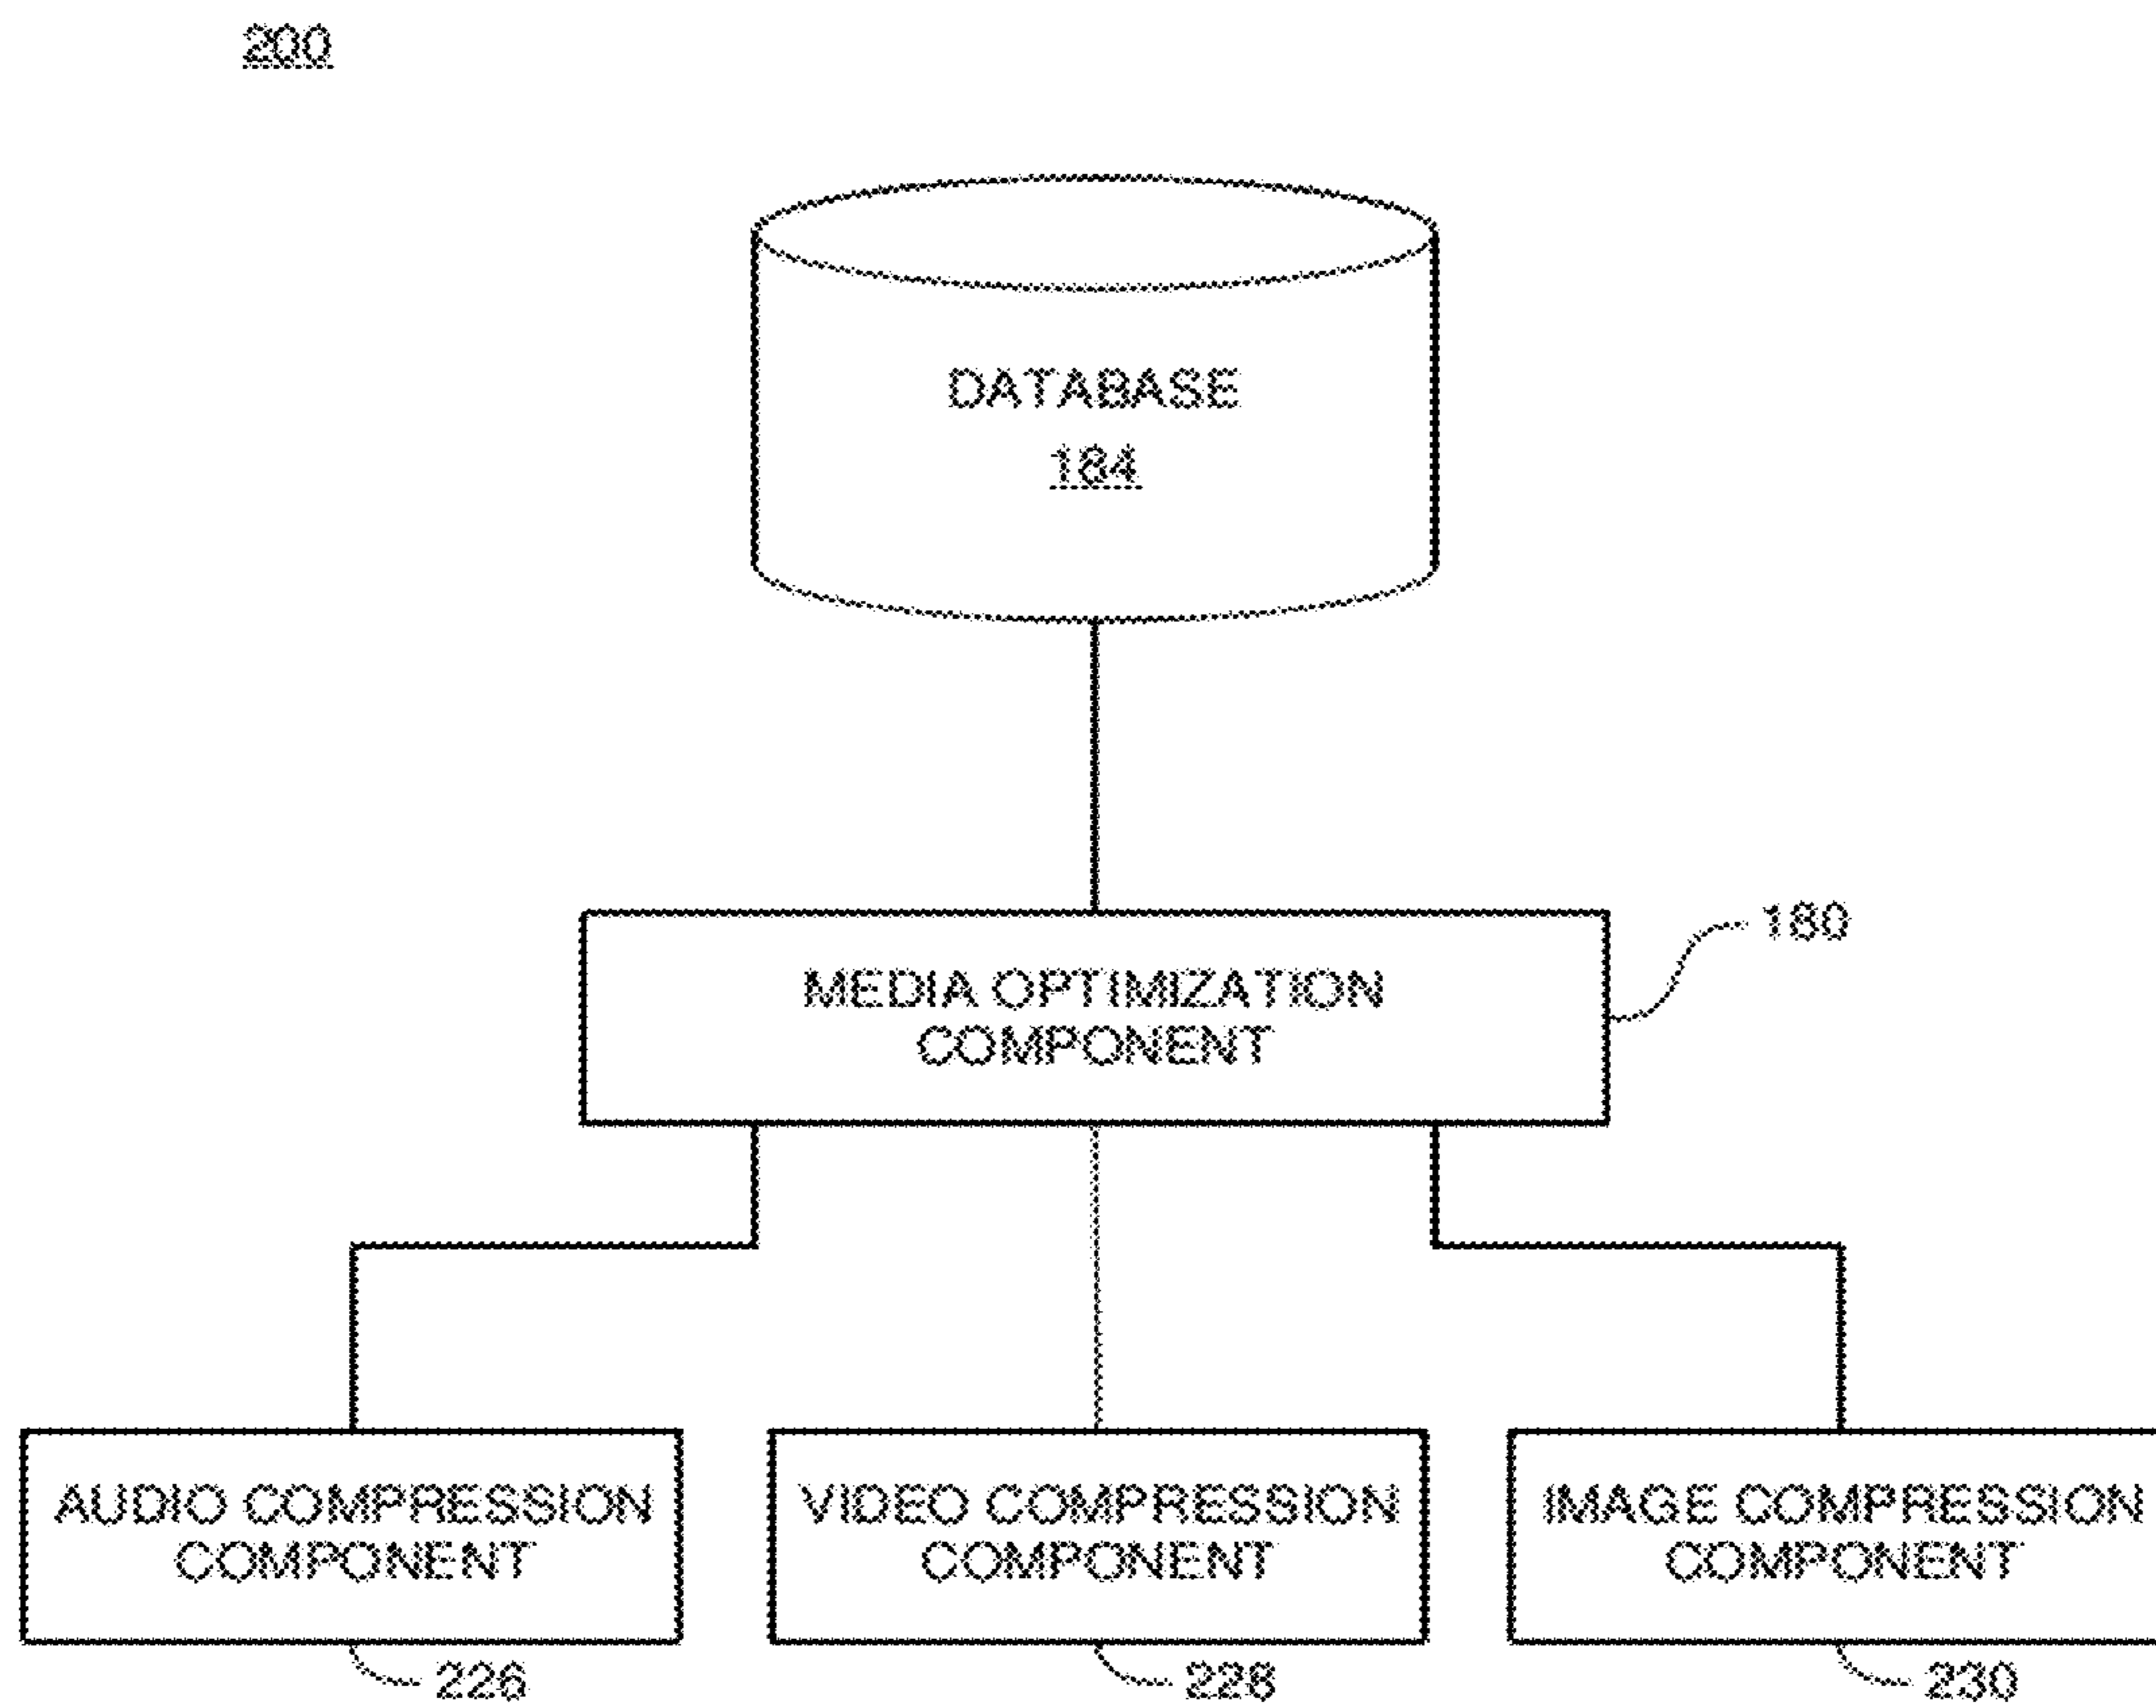 200
DATABASE
184
MEDIA OPTIMIZATION
COMPONENT
180
AUDIO COMPRESSION
COMPONENT
226
VIDEO COMPRESSION
COMPONENT
228
IMAGE COMPRESSION
COMPONENT
230